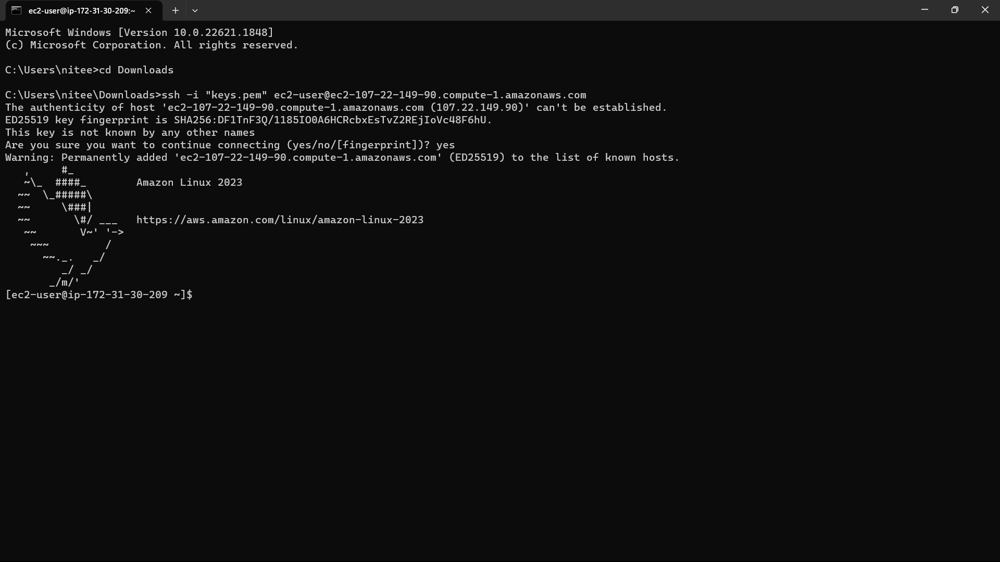 ec2-user@ip-172-31-30-209:~
Microsoft Windows [Version 10.0.22621.1848]
(c) Microsoft Corporation. All rights reserved.

C:\Users\nitee>cd Downloads

C:\Users\nitee\Downloads>ssh -i "keys.pem" ec2-user@ec2-107-22-149-90.compute-1.amazonaws.com
The authenticity of host 'ec2-107-22-149-90.compute-1.amazonaws.com (107.22.149.90)' can't be established.
ED25519 key fingerprint is SHA256:DF1TnF3Q/1185IO0A6HCRcbxEsTvZ2REjIoVc48F6hU.
This key is not known by any other names
Are you sure you want to continue connecting (yes/no/[fingerprint])? yes
Warning: Permanently added 'ec2-107-22-149-90.compute-1.amazonaws.com' (ED25519) to the list of known hosts.
   ,     #_
   ~\_  ####_        Amazon Linux 2023
  ~~  \_#####\
  ~~     \###|
  ~~       \#/ ___   https://aws.amazon.com/linux/amazon-linux-2023
   ~~       V~' '->
    ~~~         /
      ~~._.   _/
         _/ _/
       _/m/'
[ec2-user@ip-172-31-30-209 ~]$